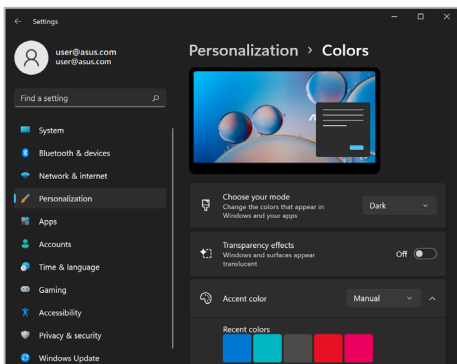 Settings
user@asus.com
user@asus.com
Find a setting
System
Bluetooth & devices
Network & internet
Personalization
Apps
Accounts
Time & language
Gaming
Accessibility
Privacy & security
Windows Update
Personalization > Colors
Choose your mode
Change the colors that appear in
Windows and your apps
Dark
Transparency effects
Windows and surfaces appear
translucent
Off
Accent color
Manual
Recent colors